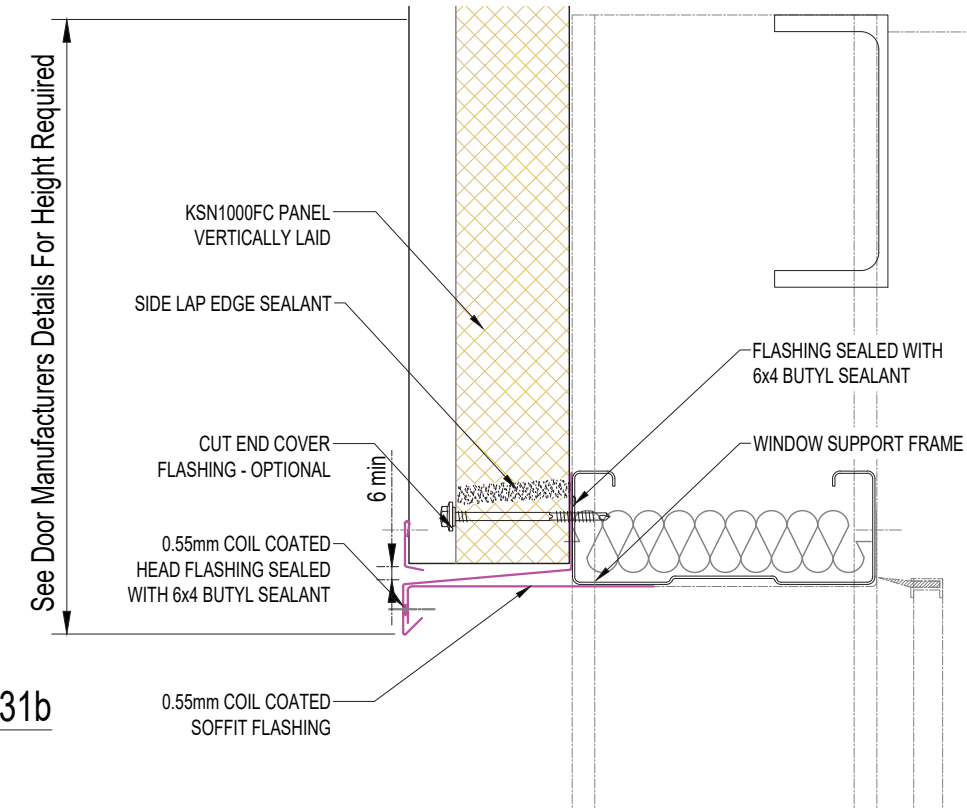 See Door Manufacturers Details For Height Required
KSN1000FC PANEL
VERTICALLY LAID
SIDE LAP EDGE SEALANT
FLASHING SEALED WITH
6x4 BUTYL SEALANT
CUT END COVER
FLASHING - OPTIONAL
6 min
WINDOW SUPPORT FRAME
0.55mm COIL COATED
HEAD FLASHING SEALED
WITH 6x4 BUTYL SEALANT
31b
0.55mm COIL COATED
SOFFIT FLASHING